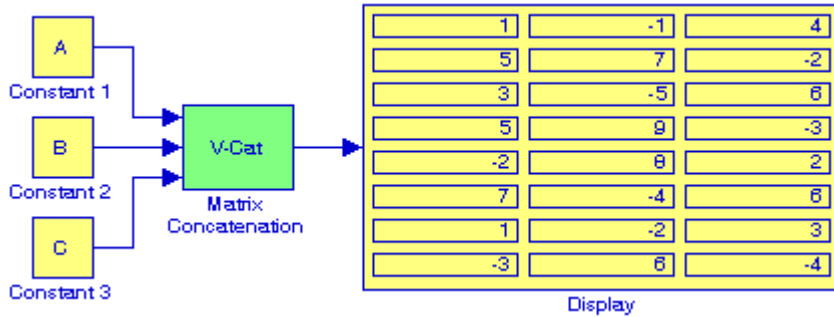 A
Constant 1
B
Constant 2
C
Constant 3
V-Cat
Matrix
Concatenation
1 -1 4
5 7 -2
3 -5 6
5 9 -3
-2 8 2
7 -4 6
1 -2 3
-3 6 -4
Display